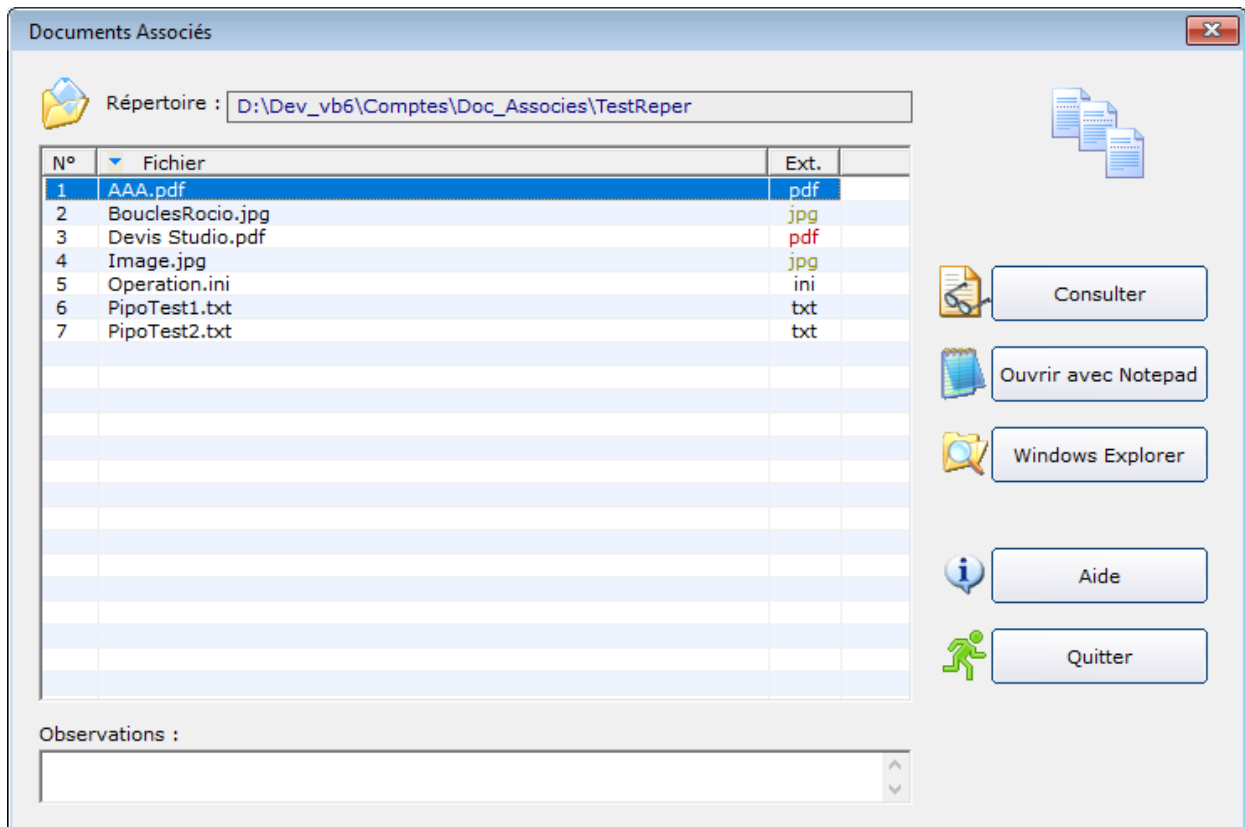 Documents Associés
Répertoire : D:\Dev_vb6\Comptes\Doc_Associes\TestReper
N° Fichier Ext.
1 AAA.pdf pdf
2 BouclesRocio.jpg jpg
3 Devis Studio.pdf pdf
4 Image.jpg jpg
5 Operation.ini ini
6 PipoTest1.txt txt
7 PipoTest2.txt txt
Consulter
Ouvrir avec Notepad
Windows Explorer
Aide
Quitter
Observations :